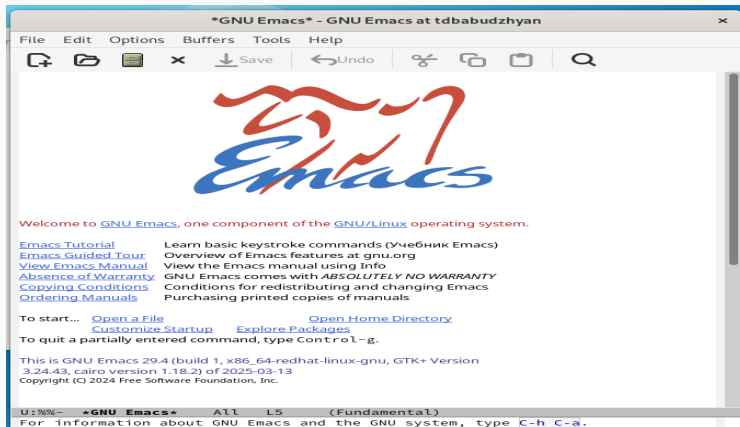 *GNU Emacs* - GNU Emacs at tdbabudzhyan
File Edit Options Buffers Tools Help
Save Undo
Emacs
Welcome to GNU Emacs, one component of the GNU/Linux operating system.
Emacs Tutorial Learn basic keystroke commands (Учебник Emacs)
Emacs Guided Tour Overview of Emacs features at gnu.org
View Emacs Manual View the Emacs manual using Info
Absence of Warranty GNU Emacs comes with ABSOLUTELY NO WARRANTY
Copying Conditions Conditions for redistributing and changing Emacs
Ordering Manuals Purchasing printed copies of manuals
To start... Open a File Open Home Directory
Customize Startup Explore Packages
To quit a partially entered command, type Control-g.
This is GNU Emacs 29.4 (build 1, x86_64-redhat-linux-gnu, GTK+ Version
3.24.43, cairo version 1.18.2) of 2025-03-13
Copyright (C) 2024 Free Software Foundation, Inc.
U:%%- *GNU Emacs* All L5 (Fundamental)
For information about GNU Emacs and the GNU system, type C-h C-a.